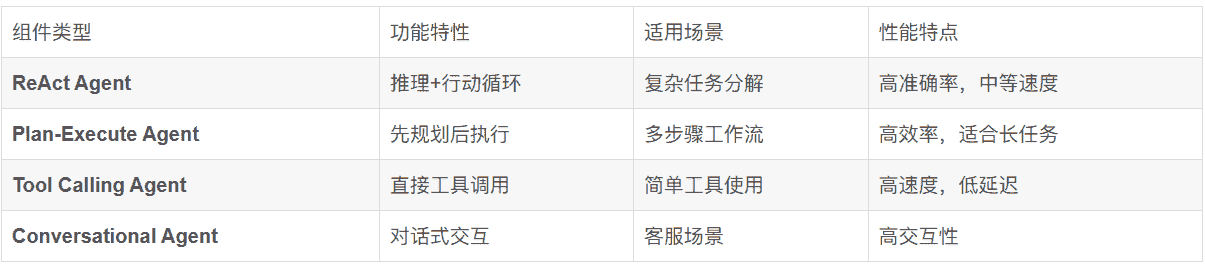 组件类型 功能特性 适用场景 性能特点
ReAct Agent 推理+行动循环 复杂任务分解 高准确率，中等速度
Plan-Execute Agent 先规划后执行 多步骤工作流 高效率，适合长任务
Tool Calling Agent 直接工具调用 简单工具使用 高速度，低延迟
Conversational Agent 对话式交互 客服场景 高交互性